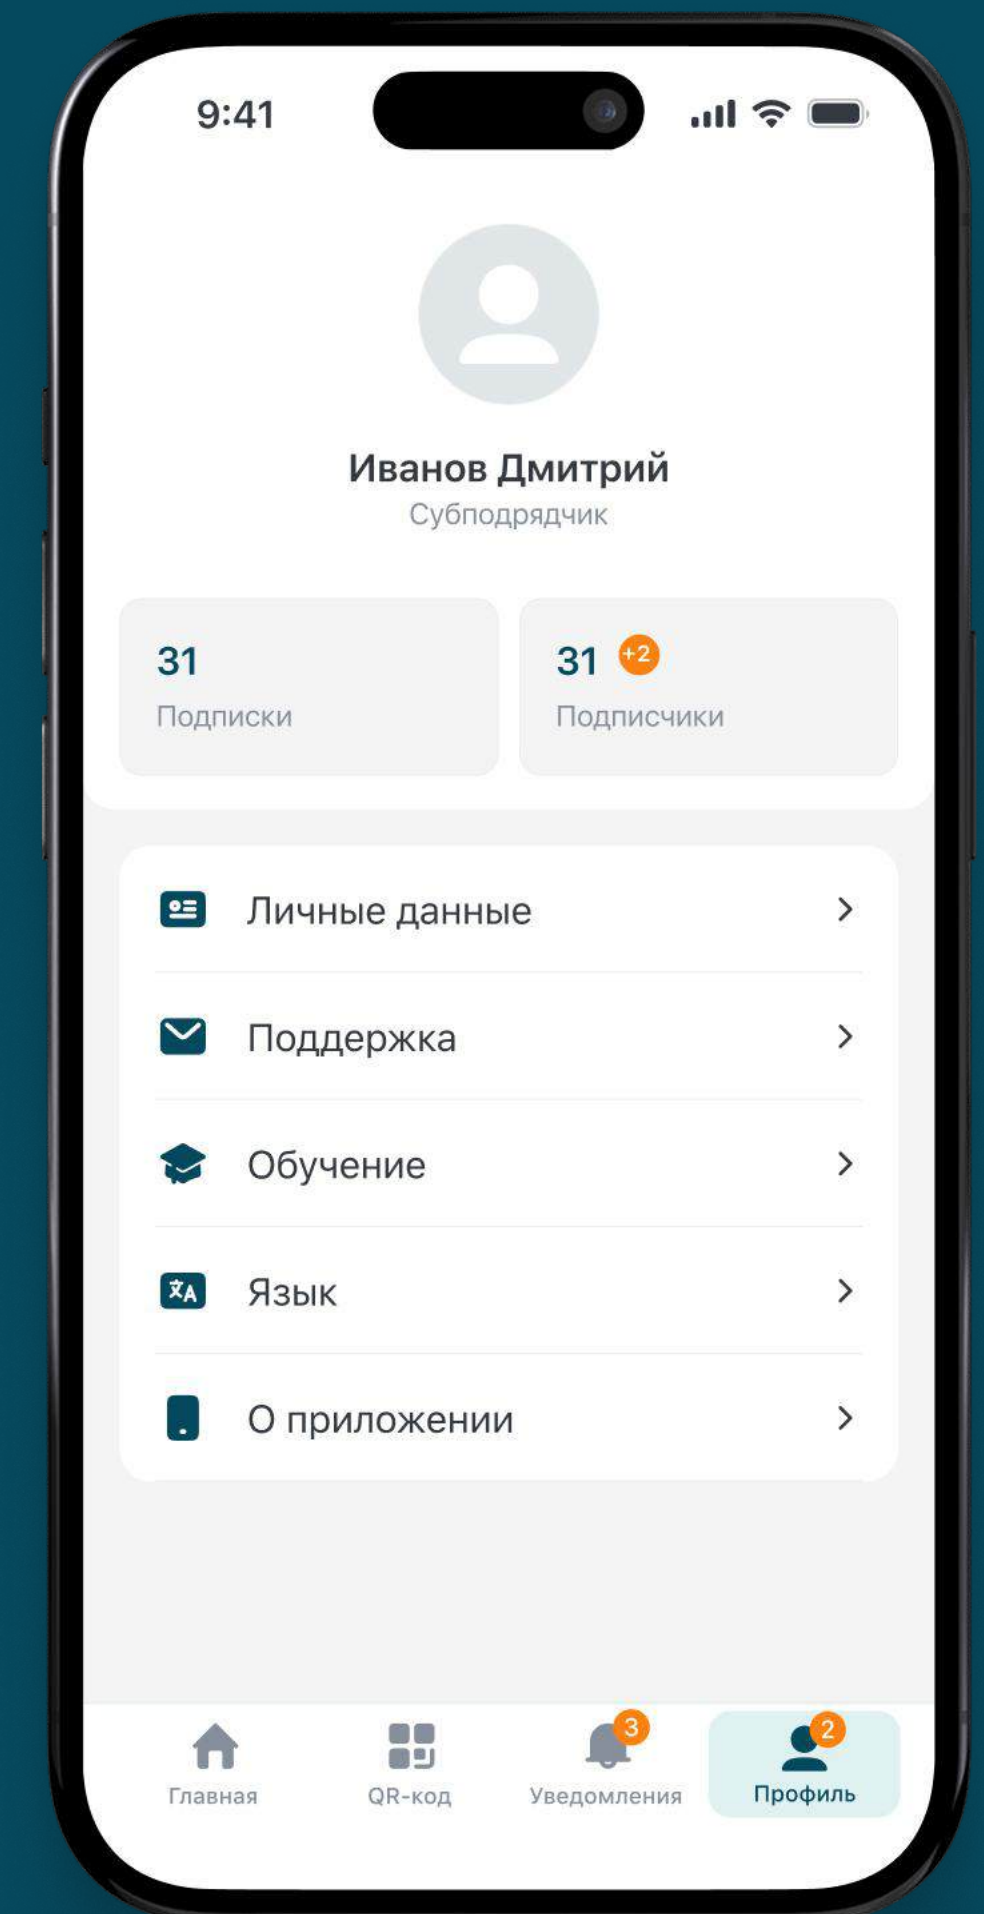 9:41
Иванов Дмитрий
Субподрядчик
31
Подписки
31 +2
Подписчики
Личные данные
Поддержка
Обучение
Язык
О приложении
3
2
Главная
QR-код
Уведомления
Профиль